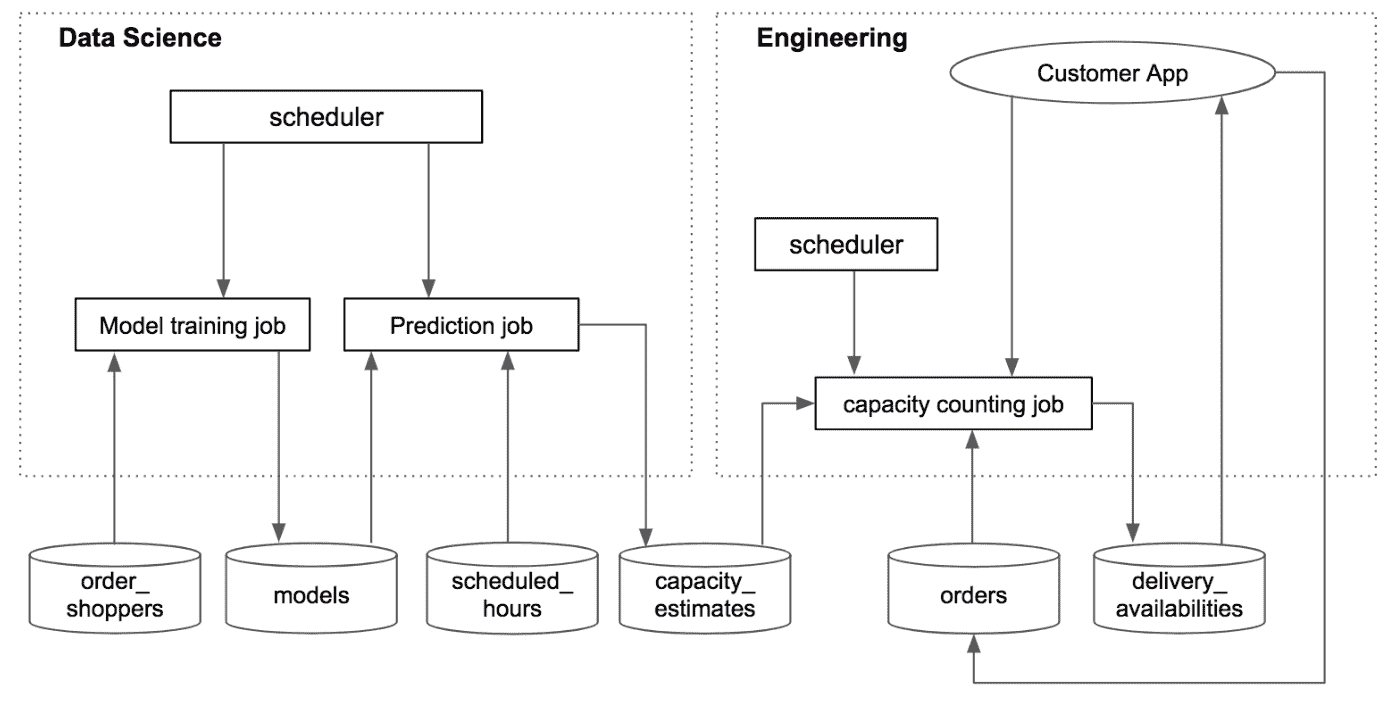 Data Science
Engineering
Customer App
scheduler
scheduler
Model training job
Prediction job
capacity counting job
order_
shoppers
models
scheduled_
hours
capacity_
estimates
orders
delivery_
availabilities